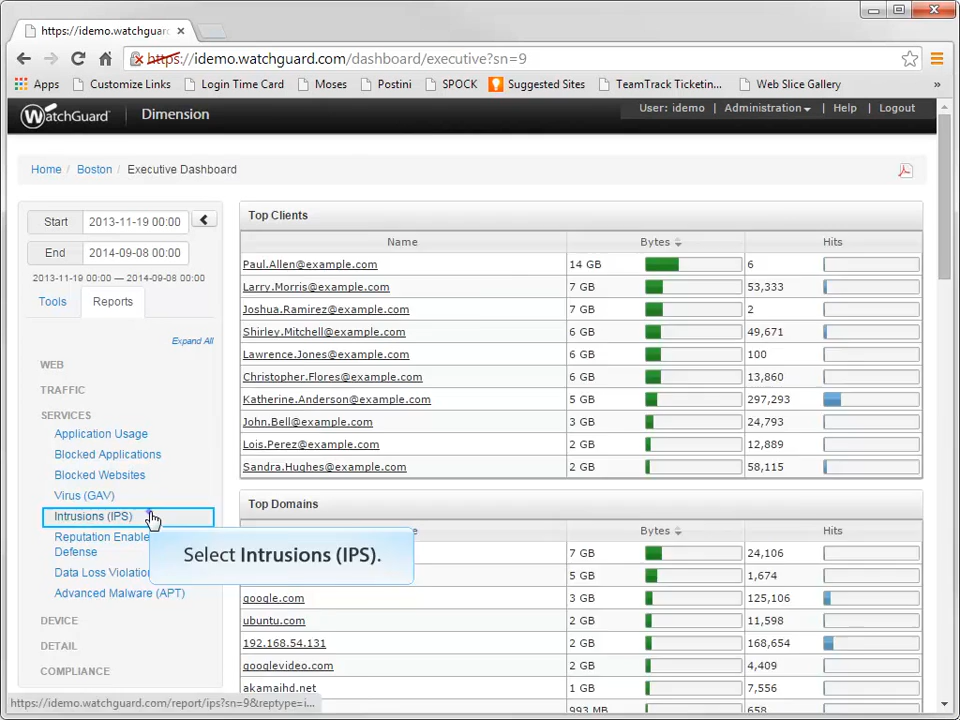 https://idemo.watchguard
https://idemo.watchguard.com/dashboard/executive?sn=9
Apps Customize Links Login Time Card Moses Postini SPOCK Suggested Sites TeamTrack Ticketin... Web Slice Gallery »
WatchGuard Dimension User: idemo Administration Help Logout
Home / Boston / Executive Dashboard
Start 2013-11-19 00:00
End 2014-09-08 00:00
2013-11-19 00:00 — 2014-09-08 00:00
Tools Reports
Expand All
WEB
TRAFFIC
SERVICES
Application Usage
Blocked Applications
Blocked Websites
Virus (GAV)
Intrusions (IPS)
Reputation Enable
Defense
Data Loss Violation
Advanced Malware (APT)
DEVICE
DETAIL
COMPLIANCE
Select Intrusions (IPS).
Top Clients
Name Bytes Hits
Paul.Allen@example.com 14 GB 6
Larry.Morris@example.com 7 GB 53,333
Joshua.Ramirez@example.com 7 GB 2
Shirley.Mitchell@example.com 6 GB 49,671
Lawrence.Jones@example.com 6 GB 100
Christopher.Flores@example.com 6 GB 13,860
Katherine.Anderson@example.com 5 GB 297,293
John.Bell@example.com 3 GB 24,793
Lois.Perez@example.com 2 GB 12,889
Sandra.Hughes@example.com 2 GB 58,115
Top Domains
Bytes Hits
7 GB 24,106
5 GB 1,674
google.com 3 GB 125,106
ubuntu.com 2 GB 11,598
192.168.54.131 2 GB 168,654
googlevideo.com 2 GB 4,409
akamaihd.net 1 GB 7,556
993 MB 658
https://idemo.watchguard.com/report/ips?sn=9&reptype=i...